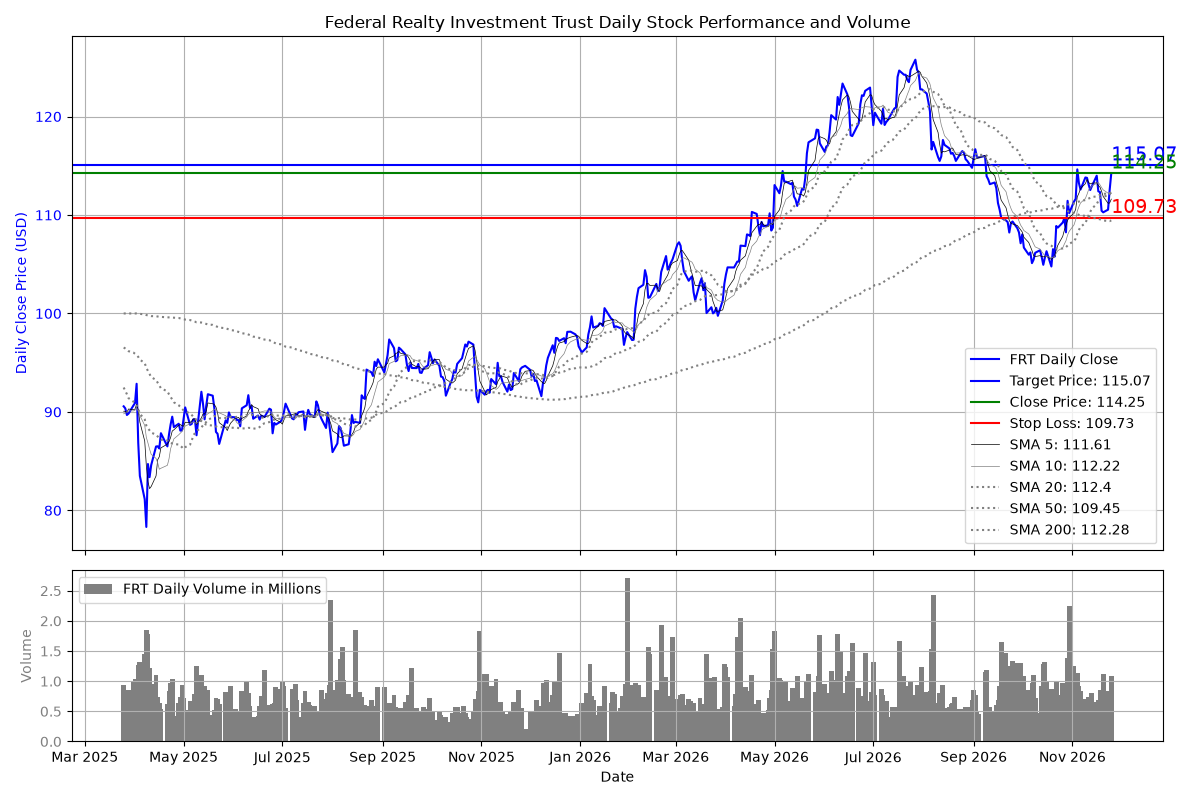 Federal Realty Investment Trust Daily Stock Performance and Volume
Daily Close Price (USD)
120
110
100
90
80
115.07
114.25
109.73
FRT Daily Close
Target Price: 115.07
Close Price: 114.25
Stop Loss: 109.73
SMA 5: 111.61
SMA 10: 112.22
SMA 20: 112.4
SMA 50: 109.45
SMA 200: 112.28
Volume
2.5
2.0
1.5
1.0
0.5
0.0
FRT Daily Volume in Millions
Mar 2025 May 2025 Jul 2025 Sep 2025 Nov 2025 Jan 2026 Mar 2026 May 2026 Jul 2026 Sep 2026 Nov 2026
Date